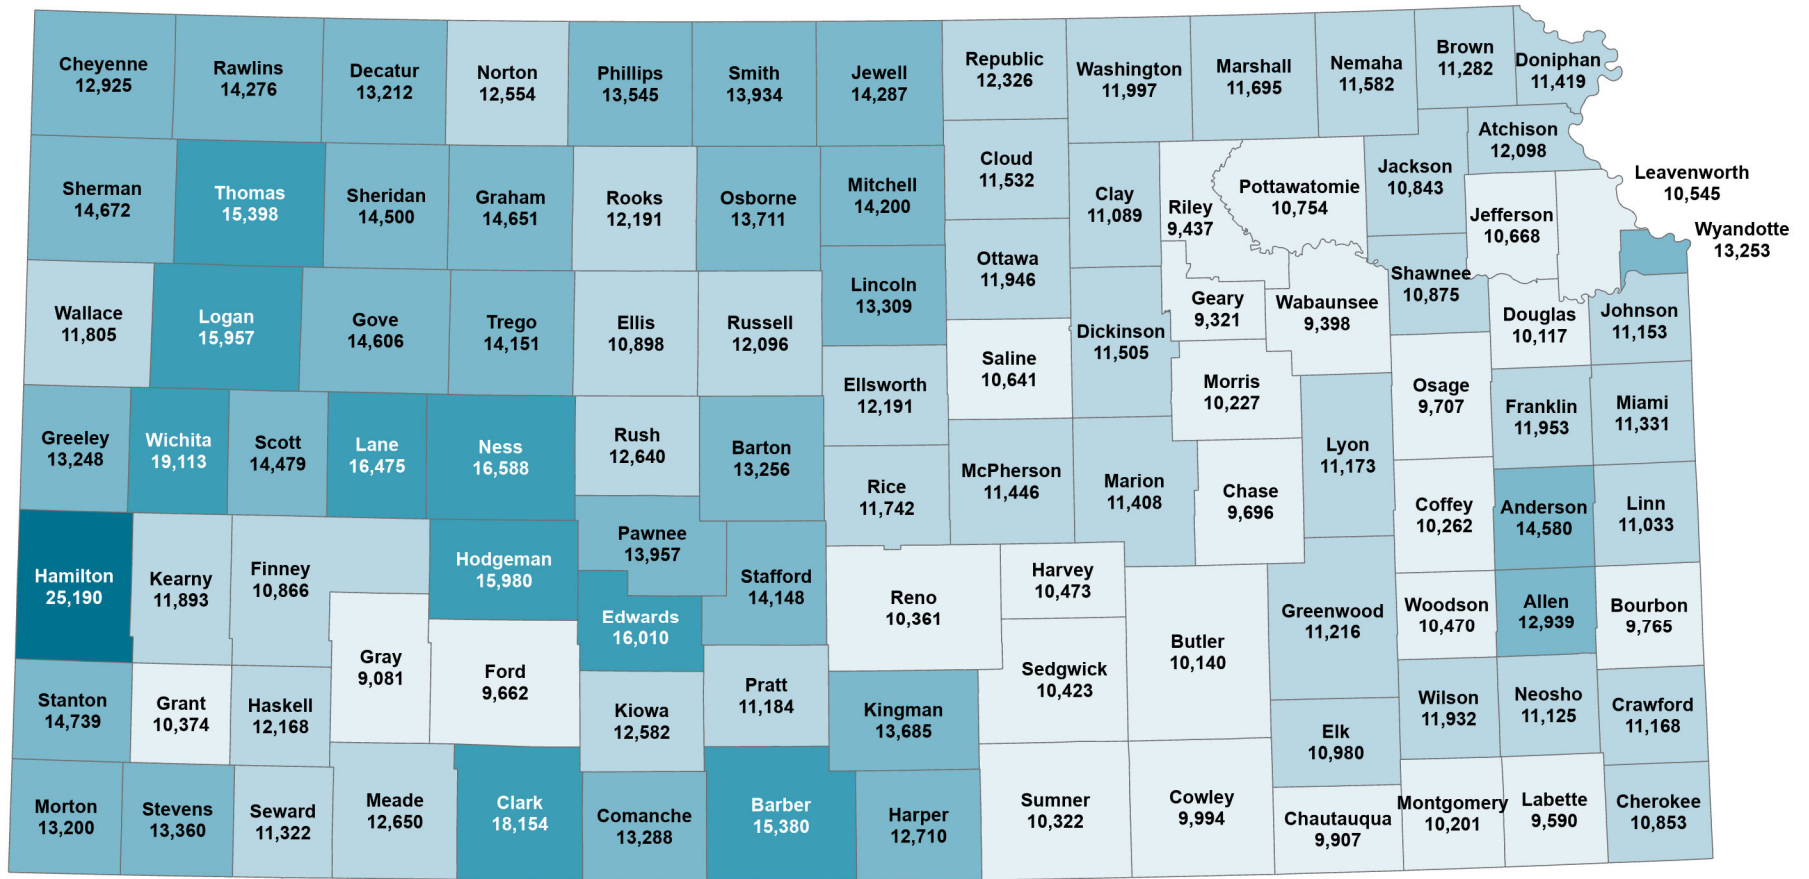 Cheyenne
12,925
Rawlins
14,276
Decatur
13,212
Norton
12,554
Phillips
13,545
Smith
13,934
Jewell
14,287
Republic
12,326
Washington
11,997
Marshall
11,695
Nemaha
11,582
Brown
11,282
Doniphan
11,419
Sherman
14,672
Thomas
15,398
Sheridan
14,500
Graham
14,651
Rooks
12,191
Osborne
13,711
Mitchell
14,200
Cloud
11,532
Clay
11,089
Riley
9,437
Pottawatomie
10,754
Jackson
10,843
Atchison
12,098
Jefferson
10,668
Leavenworth
10,545
Wyandotte
13,253
Wallace
11,805
Logan
15,957
Gove
14,606
Trego
14,151
Ellis
10,898
Russell
12,096
Lincoln
13,309
Ottawa
11,946
Saline
10,641
Dickinson
11,505
Geary
9,321
Wabaunsee
9,398
Shawnee
10,875
Douglas
10,117
Johnson
11,153
Greeley
13,248
Wichita
19,113
Scott
14,479
Lane
16,475
Ness
16,588
Rush
12,640
Barton
13,256
Ellsworth
12,191
Rice
11,742
McPherson
11,446
Marion
11,408
Morris
10,227
Chase
9,696
Lyon
11,173
Osage
9,707
Franklin
11,953
Miami
11,331
Coffey
10,262
Anderson
14,580
Linn
11,033
Hamilton
25,190
Kearny
11,893
Finney
10,866
Hodgeman
15,980
Pawnee
13,957
Edwards
16,010
Stafford
14,148
Reno
10,361
Harvey
10,473
Butler
10,140
Greenwood
11,216
Woodson
10,470
Allen
12,939
Bourbon
9,765
Gray
9,081
Ford
9,662
Stanton
14,739
Grant
10,374
Haskell
12,168
Kiowa
12,582
Pratt
11,184
Kingman
13,685
Sedgwick
10,423
Elk
10,980
Wilson
11,932
Neosho
11,125
Crawford
11,168
Morton
13,200
Stevens
13,360
Seward
11,322
Meade
12,650
Clark
18,154
Comanche
13,288
Barber
15,380
Harper
12,710
Sumner
10,322
Cowley
9,994
Chautauqua
9,907
Montgomery
10,201
Labette
9,590
Cherokee
10,853